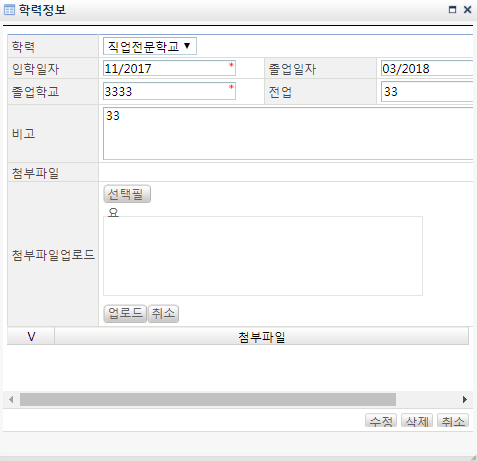 학력정보
학력 직업전문학교 ▼
입학일자 11/2017 * 졸업일자 03/2018
졸업학교 3333 * 전업 33
비고 33
첨부파일
첨부파일업로드 선택필
요
업로드 취소
V 첨부파일
수정 삭제 취소